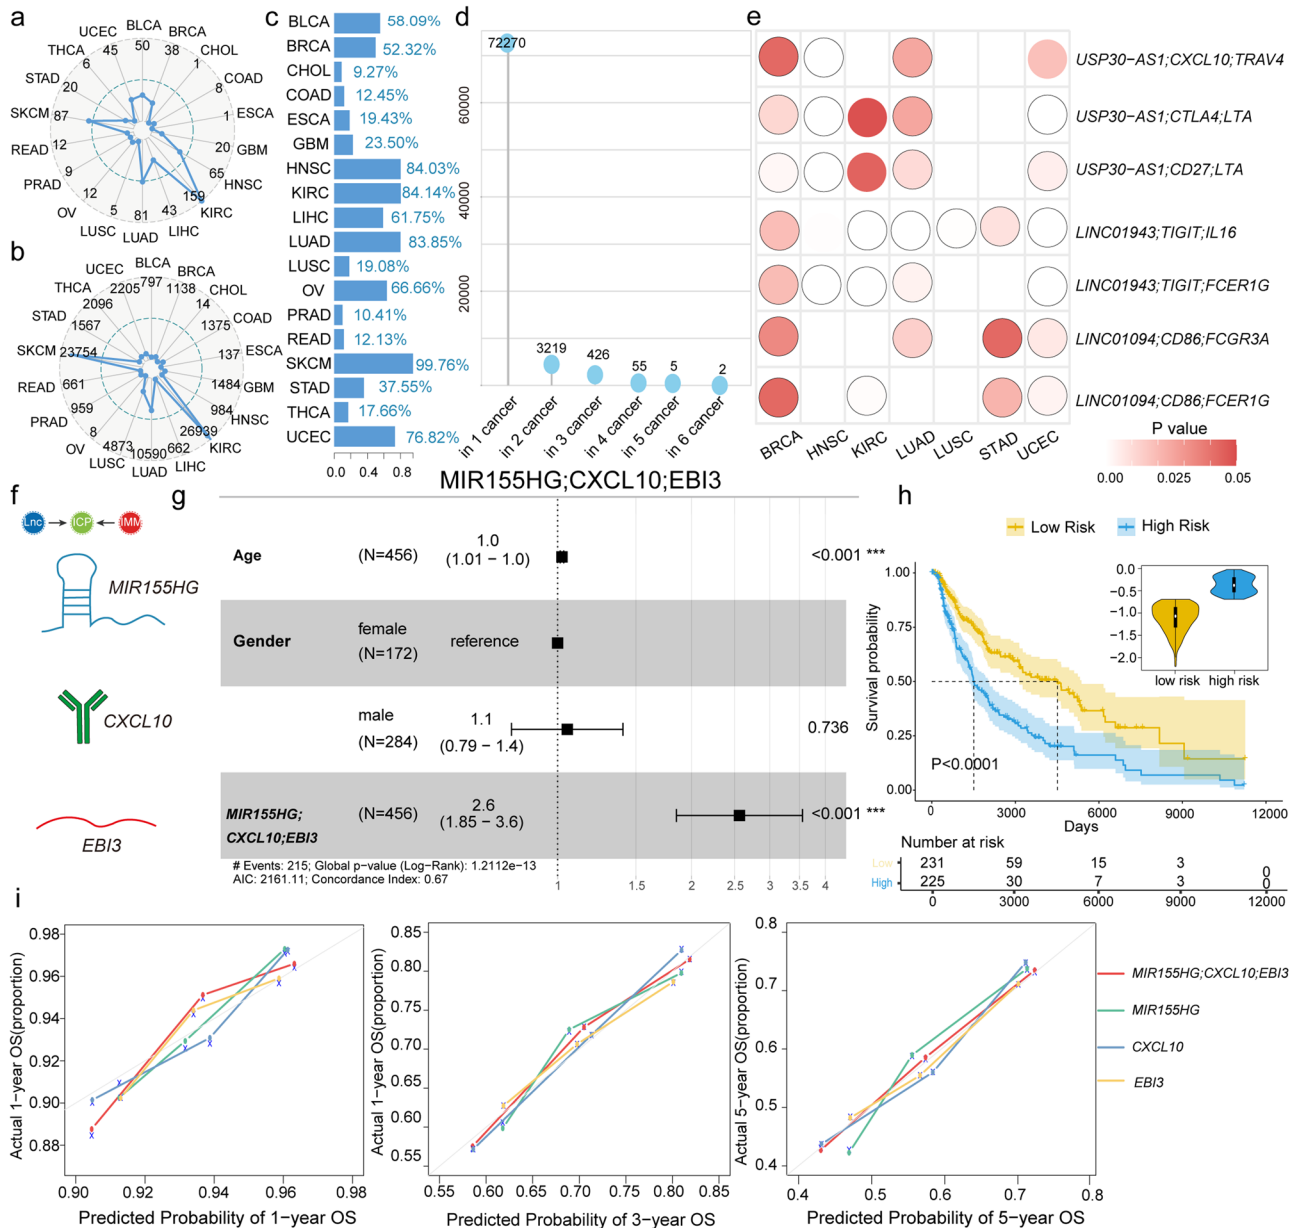 a
BLCA
BRCA
CHOL
COAD
ESCA
GBM
HNSC
KIRC
LIHC
LUAD
LUSC
OV
PRAD
READ
SKCM
STAD
THCA
UCEC
50
38
1
8
1
20
65
159
43
81
5
12
9
12
87
20
6
45
b
BLCA
BRCA
CHOL
COAD
ESCA
GBM
HNSC
KIRC
LIHC
LUAD
LUSC
OV
PRAD
READ
SKCM
STAD
THCA
UCEC
797
1138
14
1375
137
1484
984
26939
662
10590
4873
8
959
661
23754
1567
2096
2205
c
BLCA 58.09%
BRCA 52.32%
CHOL 9.27%
COAD 12.45%
ESCA 19.43%
GBM 23.50%
HNSC 84.03%
KIRC 84.14%
LIHC 61.75%
LUAD 83.85%
LUSC 19.08%
OV 66.66%
PRAD 10.41%
READ 12.13%
SKCM 99.76%
STAD 37.55%
THCA 17.66%
UCEC 76.82%
0.0 0.4 0.8
d
60000
40000
20000
72270
3219
426
55
5
2
in 1 cancer
in 2 cancer
in 3 cancer
in 4 cancer
in 5 cancer
in 6 cancer
e
USP30−AS1;CXCL10;TRAV4
USP30−AS1;CTLA4;LTA
USP30−AS1;CD27;LTA
LINC01943;TIGIT;IL16
LINC01943;TIGIT;FCER1G
LINC01094;CD86;FCGR3A
LINC01094;CD86;FCER1G
BRCA
HNSC
KIRC
LUAD
LUSC
STAD
UCEC
P value
0.00 0.03 0.05
f
Lnc ICP IMM
MIR155HG
CXCL10
EBI3
g
MIR155HG;CXCL10;EBI3
Age (N=456) 1.0 <0.001 ***
(1.01 − 1.0)
Gender female reference
(N=172)
male 1.1 0.736
(N=284) (0.79 − 1.4)
MIR155HG; (N=456) 2.6 <0.001 ***
CXCL10;EBI3 (1.85 − 3.6)
# Events: 215; Global p−value (Log−Rank): 1.2112e−13
AIC: 2161.11; Concordance Index: 0.67
1 1.5 2 2.5 3 3.5 4
h
Low Risk High Risk
Survival probability
1.00
0.75
0.50
0.25
0.00
P<0.0001
0.0
−0.5
−1.0
−1.5
−2.0
low risk high risk
0 3000 6000 9000 12000
Days
Number at risk
Low 231 59 15 3 0
High 225 30 7 3 0
0 3000 6000 9000 12000
i
Actual 1−year OS(proportion)
0.98
0.96
0.94
0.92
0.90
0.88
0.90 0.92 0.94 0.96 0.98
Predicted Probability of 1−year OS
Actual 1−year OS(proportion)
0.85
0.80
0.75
0.70
0.65
0.60
0.55
0.55 0.60 0.70 0.75 0.80 0.85
Predicted Probability of 3−year OS
Actual 5−year OS(proportion)
0.8
0.7
0.6
0.5
0.4
0.4 0.5 0.6 0.7 0.8
Predicted Probability of 5−year OS
MIR155HG;CXCL10;EBI3
MIR155HG
CXCL10
EBI3